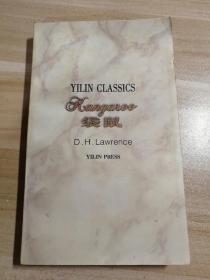 YILIN CLASSICS
Kangaroo
袋鼠
D. H. Lawrence
YILIN PRESS